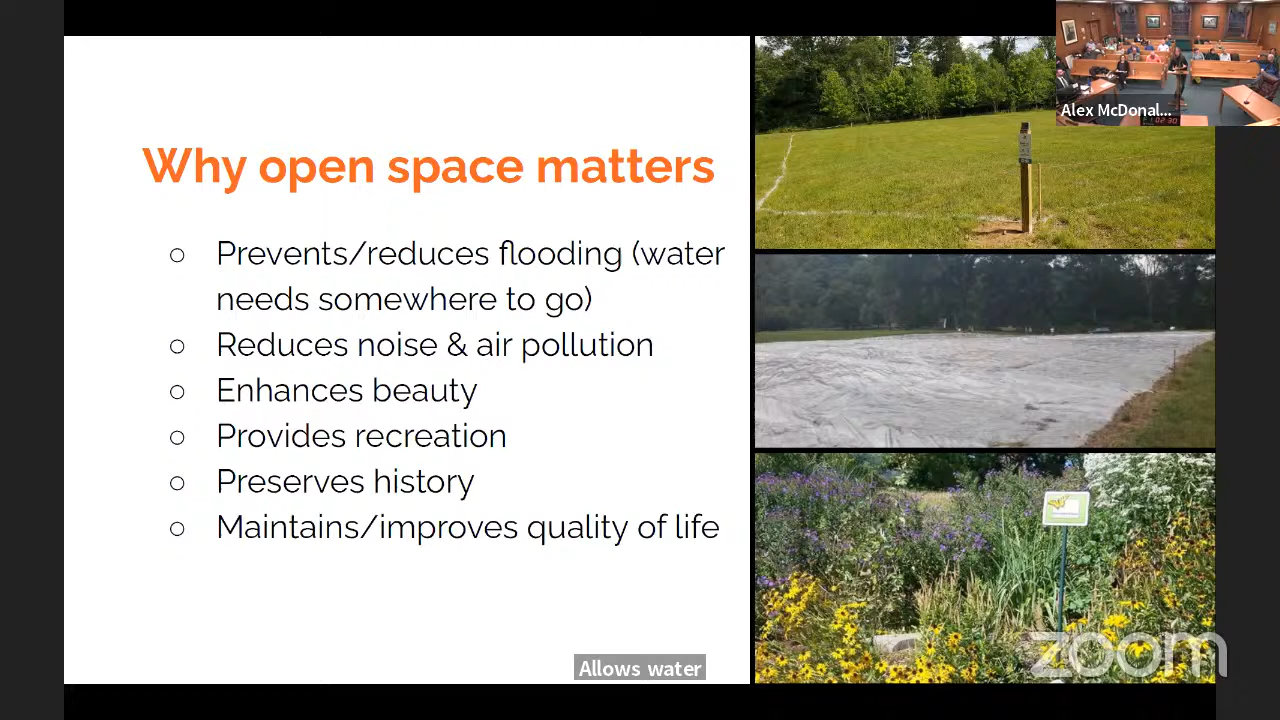 Why open space matters
○ Prevents/reduces flooding (water
needs somewhere to go)
○ Reduces noise & air pollution
○ Enhances beauty
○ Provides recreation
○ Preserves history
○ Maintains/improves quality of life
Allows water
Alex McDonal...
zoom